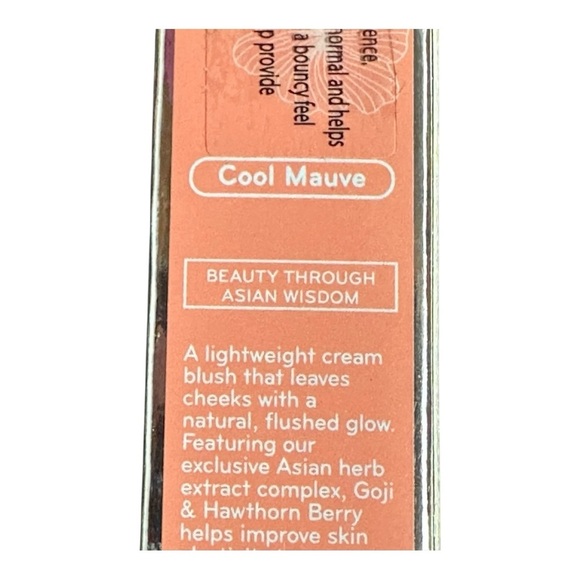 ence,
normal and helps
a bouncy feel
p provide
Cool Mauve
BEAUTY THROUGH
ASIAN WISDOM
A lightweight cream
blush that leaves
cheeks with a
natural, flushed glow.
Featuring our
exclusive Asian herb
extract complex, Goji
& Hawthorn Berry
helps improve skin